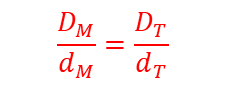 D_M/d_M = D_T/d_T